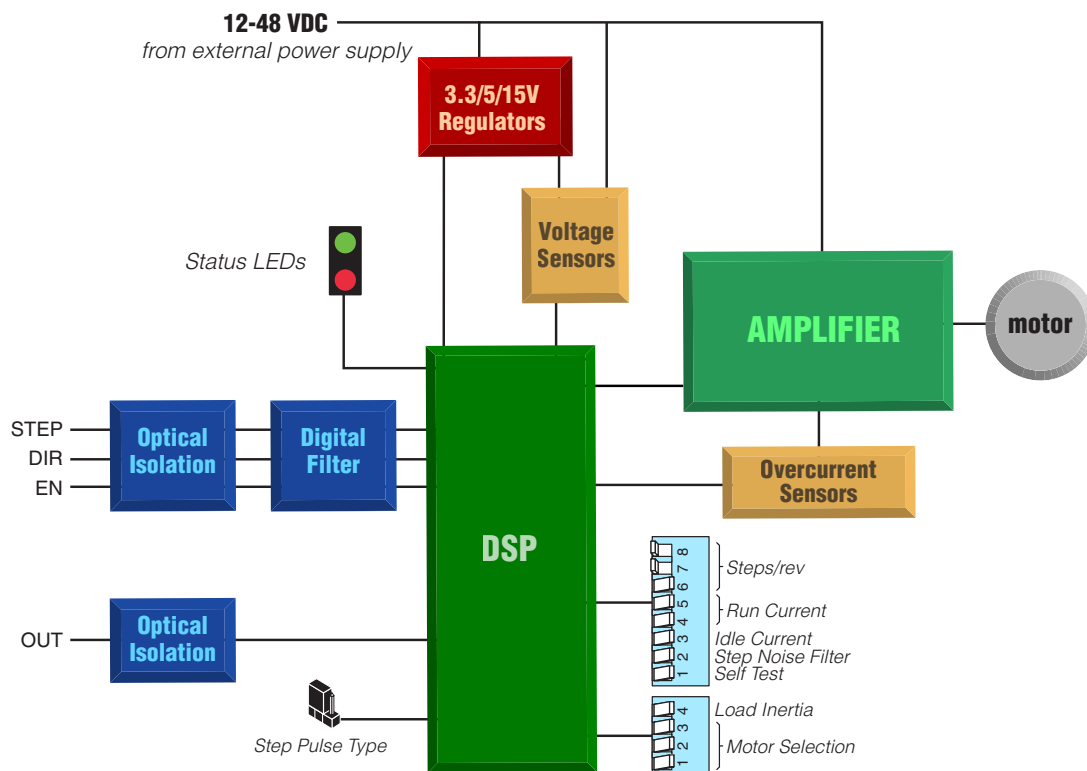 12-48 VDC
from external power supply
3.3/5/15V
Regulators
Voltage
Sensors
Status LEDs
AMPLIFIER
motor
STEP
DIR
EN
Optical
Isolation
Digital
Filter
Overcurrent
Sensors
DSP
8
7
6
5
4
3
2
1
Steps/rev
Run Current
Idle Current
Step Noise Filter
Self Test
OUT
Optical
Isolation
Step Pulse Type
4
3
2
1
Load Inertia
Motor Selection